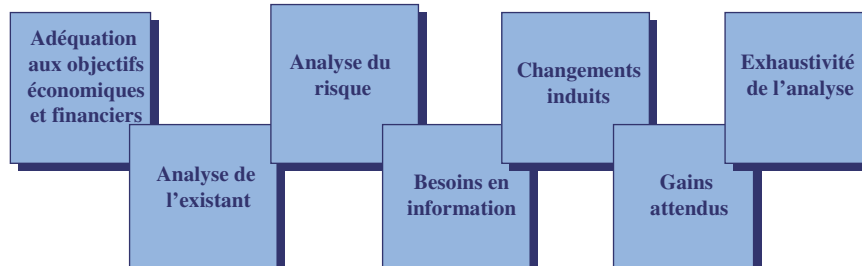 Adéquation
aux objectifs
économiques
et financiers
Analyse de
l'existant
Analyse du
risque
Besoins en
information
Changements
induits
Gains
attendus
Exhaustivité
de l'analyse